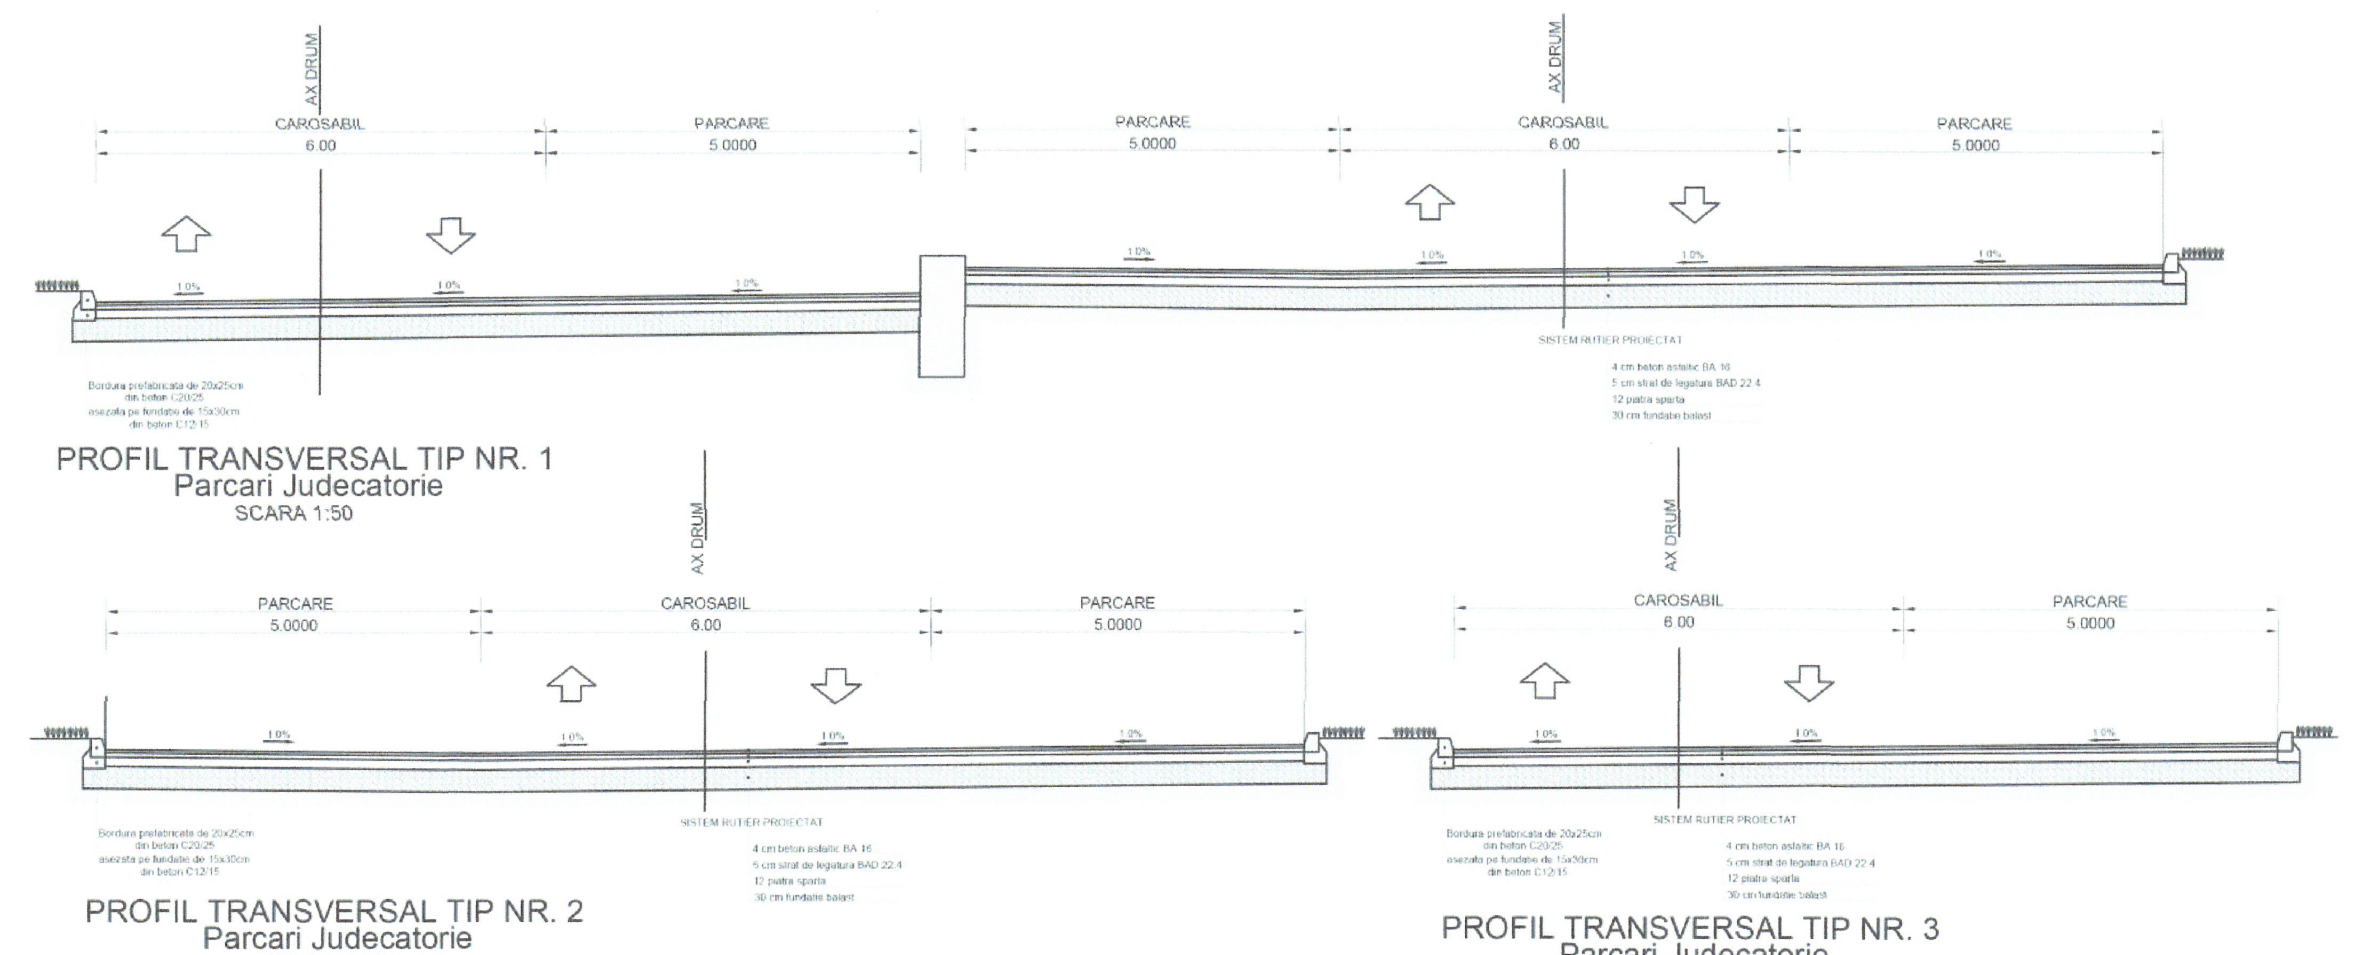 AX DRUM
CAROSABIL
6.00
PARCARE
5.0000
1.0%
1.0%
1.0%
Bordura prefabricata de 20x25cm
din beton C20/25
asezata pe fundatie de 15x30cm
din beton C12/15
AX DRUM
PARCARE
5.0000
CAROSABIL
6.00
PARCARE
5.0000
1.0%
1.0%
1.0%
1.0%
SISTEM RUTIER PROIECTAT
4 cm beton asfaltic BA 16
5 cm strat de legatura BAD 22.4
12 piatra sparta
30 cm fundatie balast
PROFIL TRANSVERSAL TIP NR. 1
Parcari Judecatorie
SCARA 1:50
AX DRUM
PARCARE
5.0000
CAROSABIL
6.00
PARCARE
5.0000
1.0%
1.0%
1.0%
1.0%
Bordura prefabricata de 20x25cm
din beton C20/25
asezata pe fundatie de 15x30cm
din beton C12/15
SISTEM RUTIER PROIECTAT
4 cm beton asfaltic BA 16
5 cm strat de legatura BAD 22.4
12 piatra sparta
30 cm fundatie balast
PROFIL TRANSVERSAL TIP NR. 2
Parcari Judecatorie
AX DRUM
CAROSABIL
6.00
PARCARE
5.0000
1.0%
1.0%
1.0%
Bordura prefabricata de 20x25cm
din beton C20/25
asezata pe fundatie de 15x30cm
din beton C12/15
SISTEM RUTIER PROIECTAT
4 cm beton asfaltic BA 16
5 cm strat de legatura BAD 22.4
12 piatra sparta
30 cm fundatie balast
PROFIL TRANSVERSAL TIP NR. 3
Parcari Judecatorie